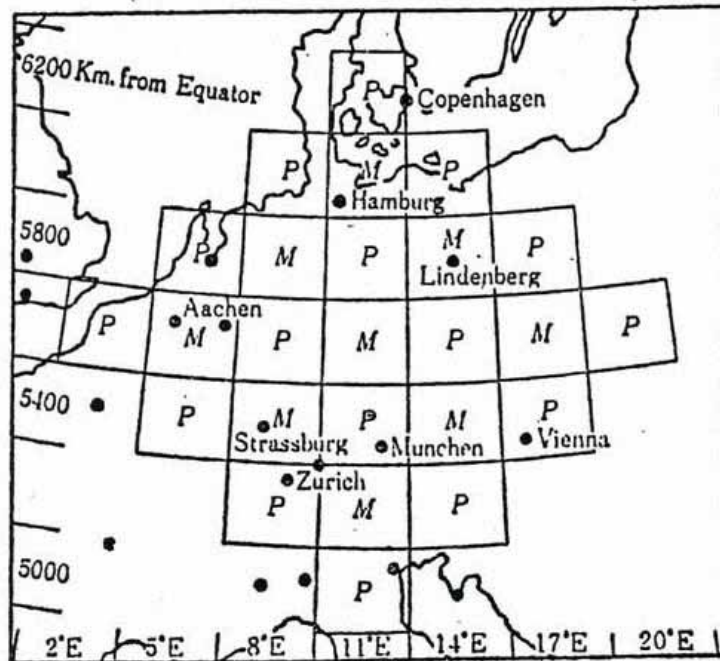 6200 Km. from Equator
P Copenhagen
P M P
Hamburg
5800
P M P M P
Lindenberg
Aachen
P M P M P M P
5400
P M P M P
Strassburg Munchen Vienna
Zurich
P M P
5000
P
2°E 5°E 8°E 11°E 14°E 17°E 20°E